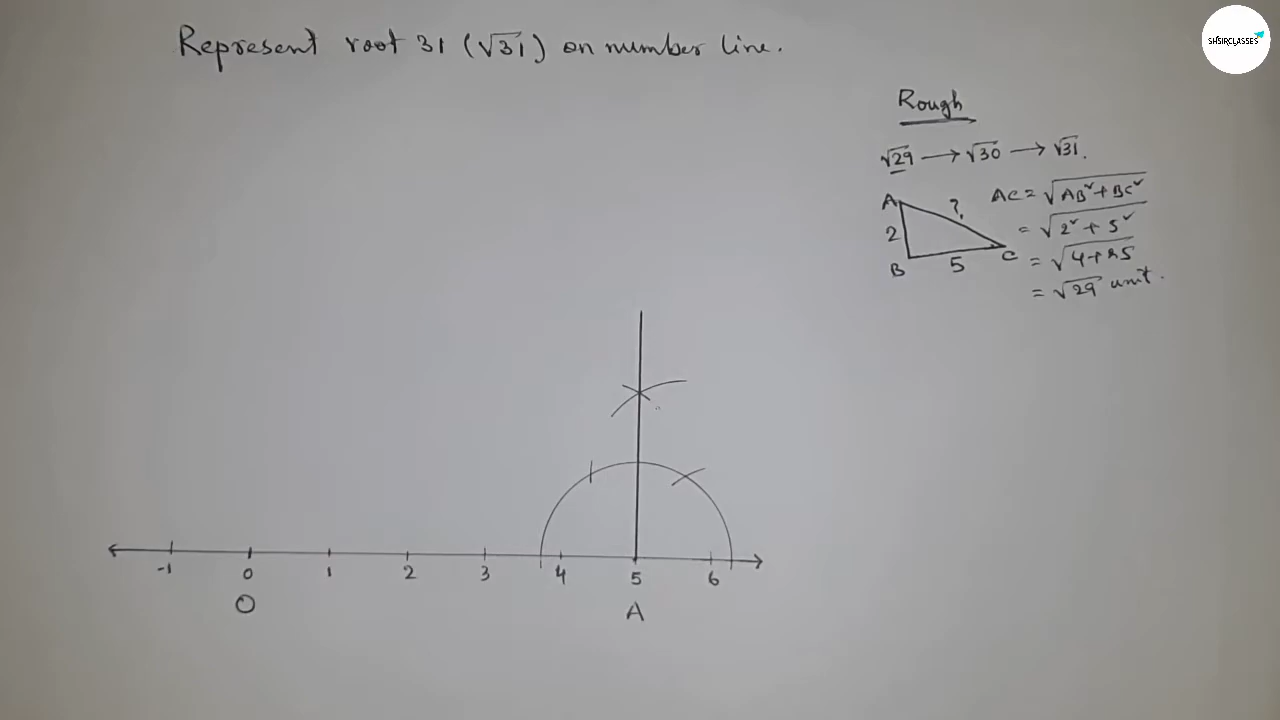 Represent root 31 (√31) on number line.
SHSIRCLASSES
Rough
√29 → √30 → √31.
A
?
AC = √AB² + BC²
2
= √2² + 5²
B
5
C
= √4+25
= √29 unit.
-1 0 1 2 3 4 5 6
O A